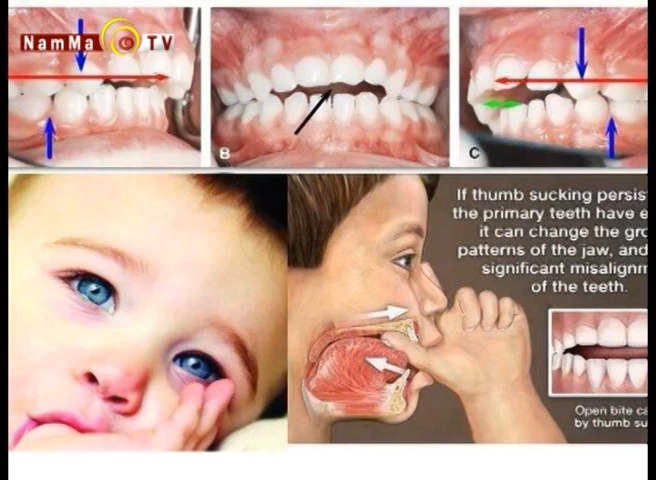 NamMa TV
B
C
If thumb sucking persis
the primary teeth have e
it can change the gro
patterns of the jaw, and
significant misalignm
of the teeth.
Open bite ca
by thumb su